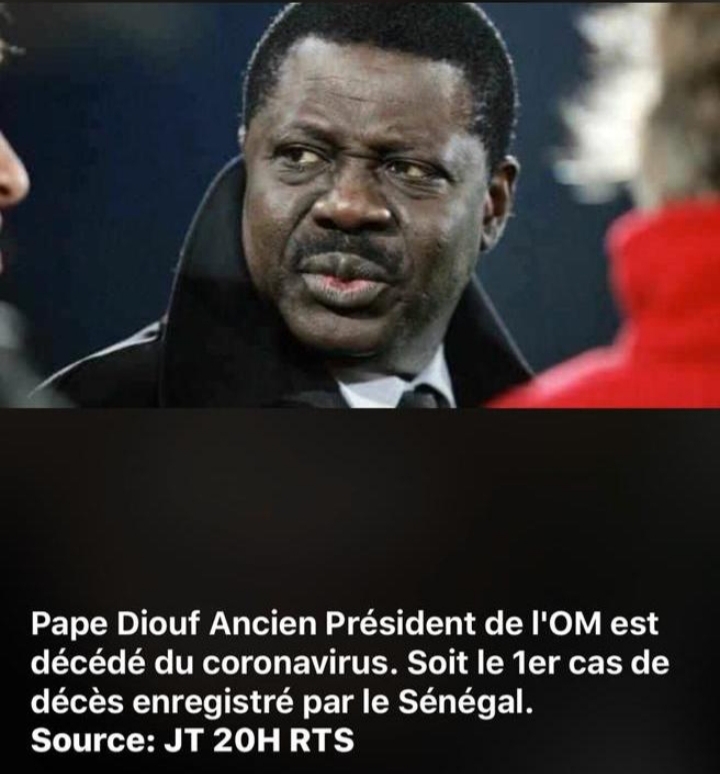 Pape Diouf Ancien Président de l'OM est
décédé du coronavirus. Soit le 1er cas de
décès enregistré par le Sénégal.
Source: JT 20H RTS